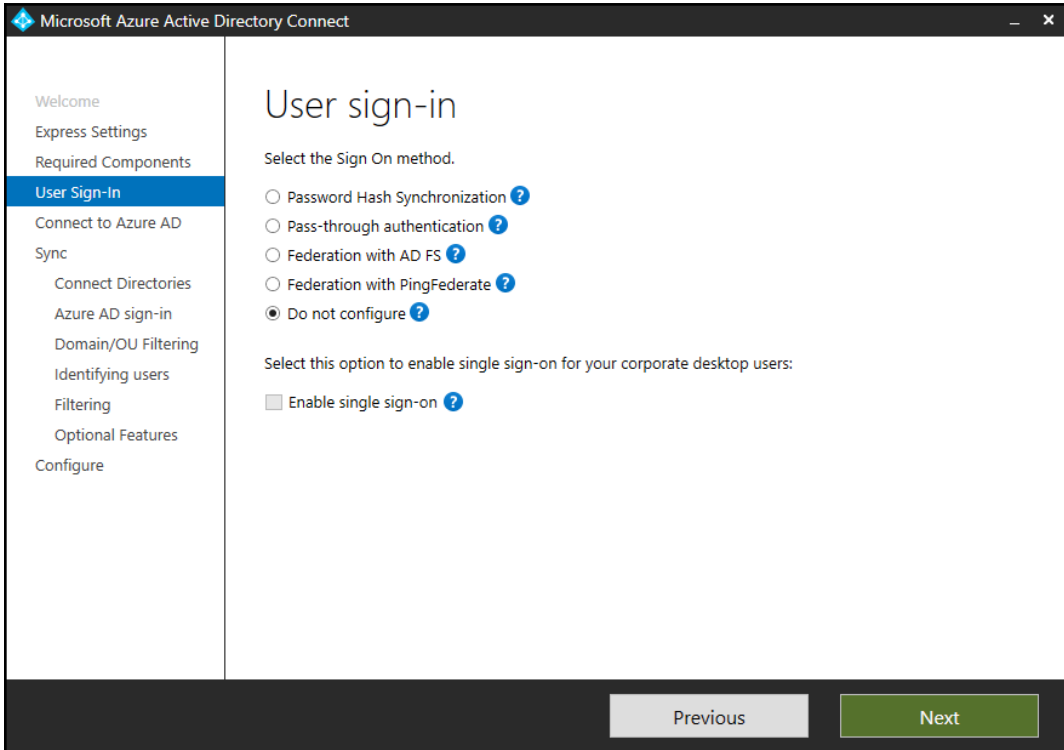 Microsoft Azure Active Directory Connect
Welcome
Express Settings
Required Components
User Sign-In
Connect to Azure AD
Sync
Connect Directories
Azure AD sign-in
Domain/OU Filtering
Identifying users
Filtering
Optional Features
Configure
User sign-in
Select the Sign On method.
Password Hash Synchronization ?
Pass-through authentication ?
Federation with AD FS ?
Federation with PingFederate ?
Do not configure ?
Select this option to enable single sign-on for your corporate desktop users:
Enable single sign-on ?
Previous
Next